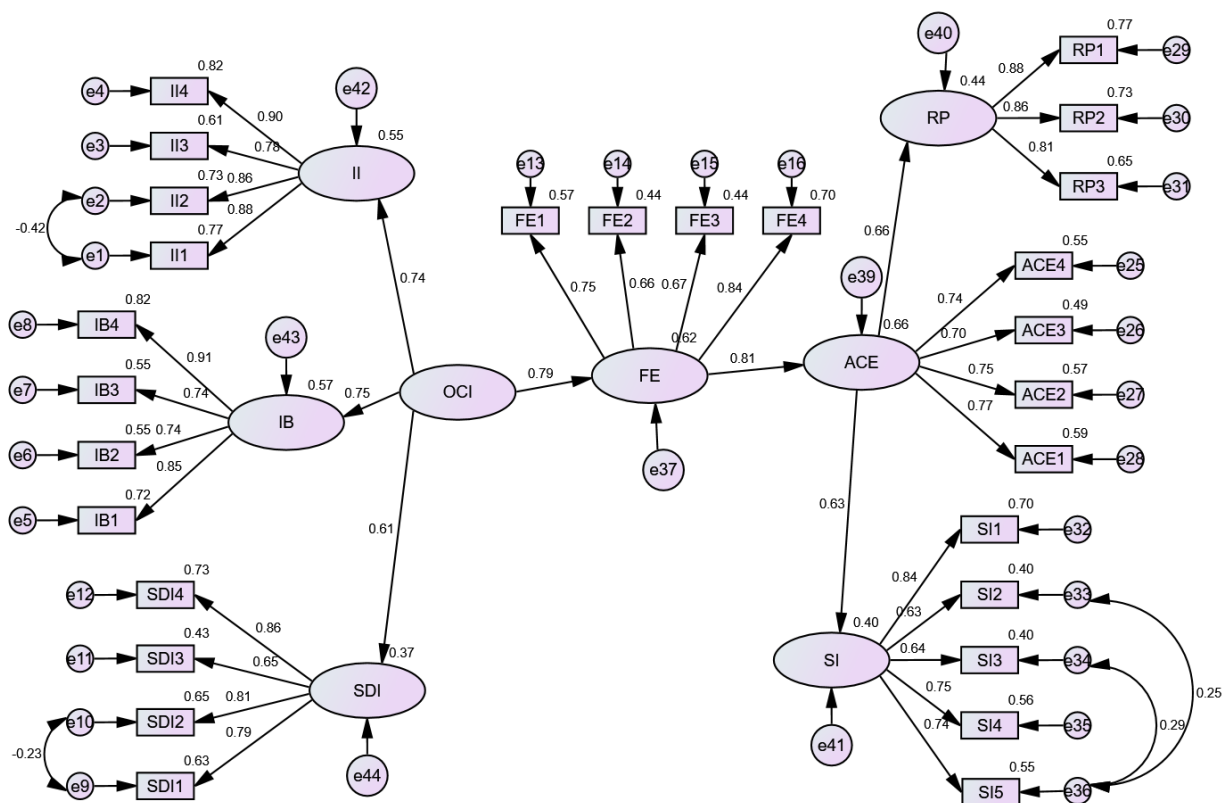 e4
II4
0.82
0.90
e3
II3
0.61
0.78
e2
II2
0.73
0.86
e1
II1
0.77
0.88
-0.42
e42
0.55
II
0.74
e8
IB4
0.82
0.91
e7
IB3
0.55
0.74
e6
IB2
0.55
0.74
e5
IB1
0.72
0.85
e43
0.57
IB
0.75
OCI
0.79
0.61
e12
SDI4
0.73
0.86
e11
SDI3
0.43
0.65
e10
SDI2
0.65
0.81
e9
SDI1
0.63
0.79
-0.23
0.37
SDI
e44
e13
e14
e15
e16
0.57
0.44
0.44
0.70
FE1
FE2
FE3
FE4
0.75
0.66
0.67
0.84
0.62
FE
e37
0.81
e39
0.66
ACE
0.66
0.63
e40
0.44
RP
0.77
RP1
e29
0.88
0.73
RP2
e30
0.86
0.65
RP3
e31
0.81
0.55
ACE4
e25
0.74
0.49
ACE3
e26
0.70
0.57
ACE2
e27
0.75
0.59
ACE1
e28
0.77
0.40
SI
e41
0.70
SI1
e32
0.84
0.40
SI2
e33
0.63
0.40
SI3
e34
0.64
0.56
SI4
e35
0.75
0.55
SI5
e36
0.74
0.29
0.25